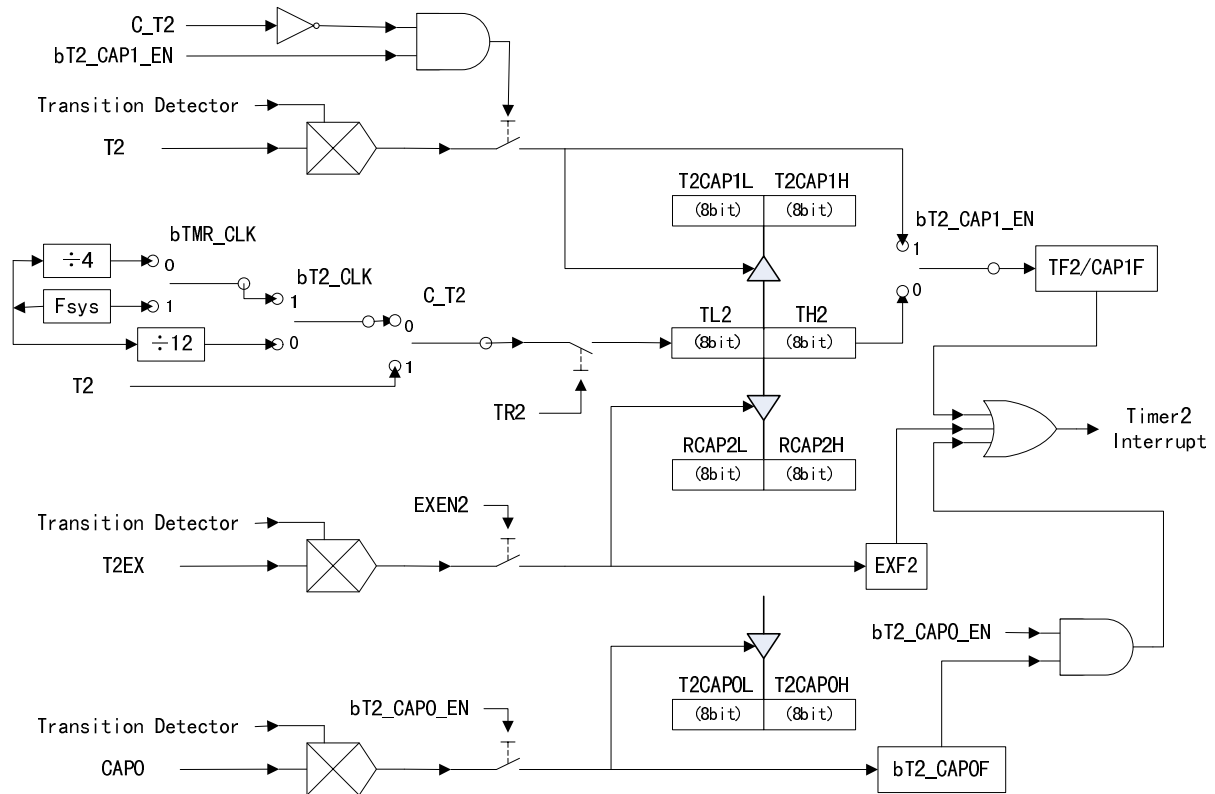 C_T2
bT2_CAP1_EN
Transition Detector
T2
T2CAP1L T2CAP1H
(8bit) (8bit)
bT2_CAP1_EN
1
0
TF2/CAP1F
bTMR_CLK
÷4
0
Fsys
1
÷12
bT2_CLK
1
0
C_T2
0
1
T2
TR2
TL2 TH2
(8bit) (8bit)
RCAP2L RCAP2H
(8bit) (8bit)
Timer2
Interrupt
EXEN2
Transition Detector
T2EX
EXF2
bT2_CAP0_EN
T2CAP0L T2CAP0H
(8bit) (8bit)
bT2_CAP0_EN
Transition Detector
CAP0
bT2_CAP0F